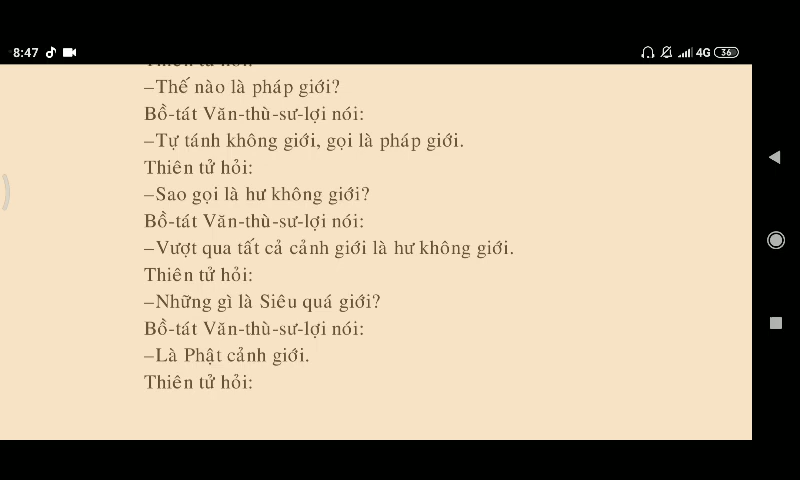 8:47
4G 36
–Thế nào là pháp giới?
Bồ-tát Văn-thù-sư-lợi nói:
–Tự tánh không giới, gọi là pháp giới.
Thiên tử hỏi:
–Sao gọi là hư không giới?
Bồ-tát Văn-thù-sư-lợi nói:
–Vượt qua tất cả cảnh giới là hư không giới.
Thiên tử hỏi:
–Những gì là Siêu quá giới?
Bồ-tát Văn-thù-sư-lợi nói:
–Là Phật cảnh giới.
Thiên tử hỏi: